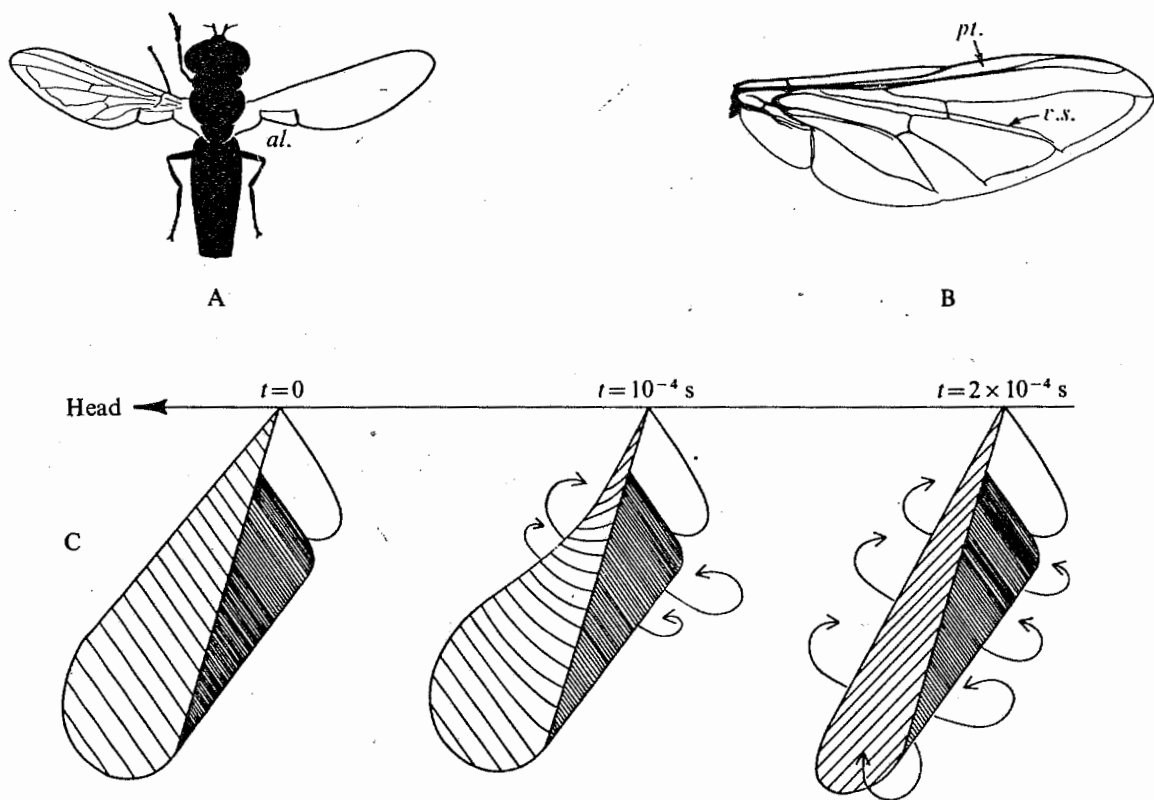 pt.
v.s.
al.
A
B
t=0
t=10⁻⁴ s
t=2×10⁻⁴ s
Head
C